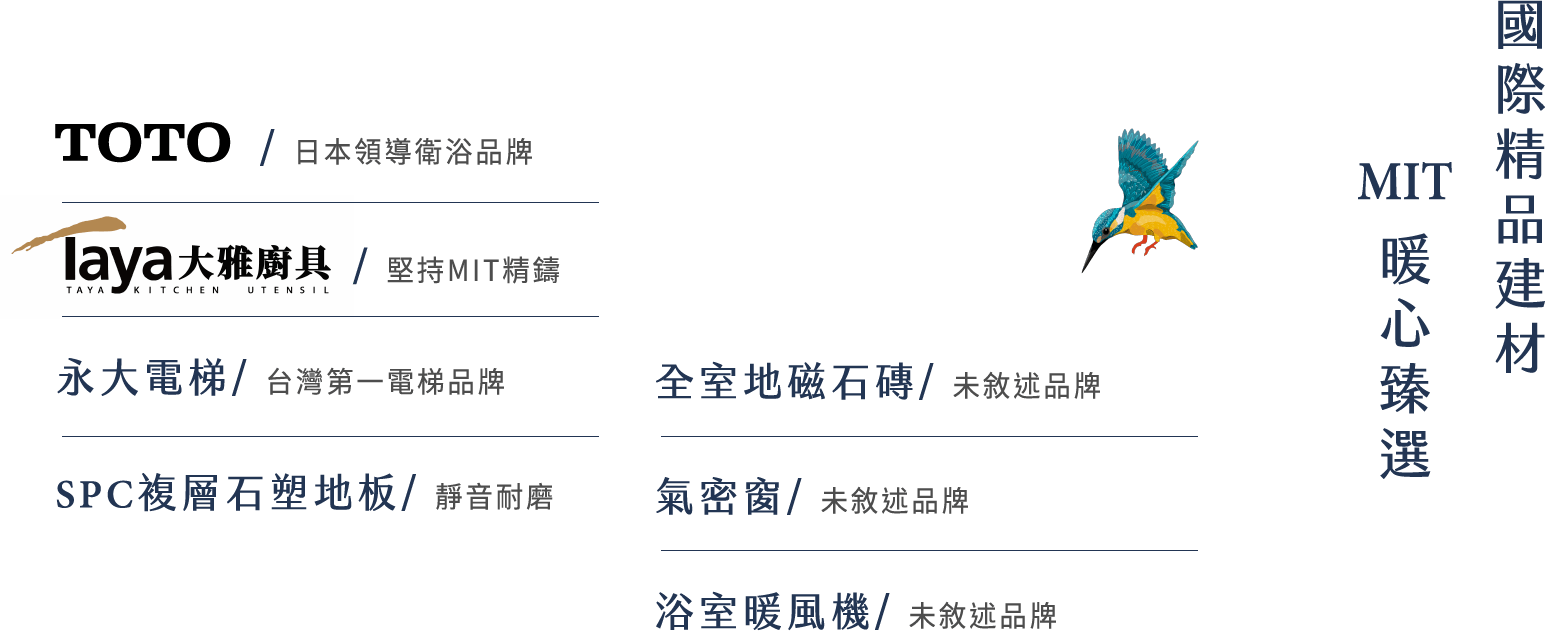 國際精品建材
MIT 暖心臻選
TOTO / 日本領導衛浴品牌
taya大雅廚具 / 堅持MIT精鑄
TAYA KITCHEN UTENSIL
永大電梯/ 台灣第一電梯品牌
SPC複層石塑地板/ 靜音耐磨
全室地磁石磚/ 未敘述品牌
氣密窗/ 未敘述品牌
浴室暖風機/ 未敘述品牌